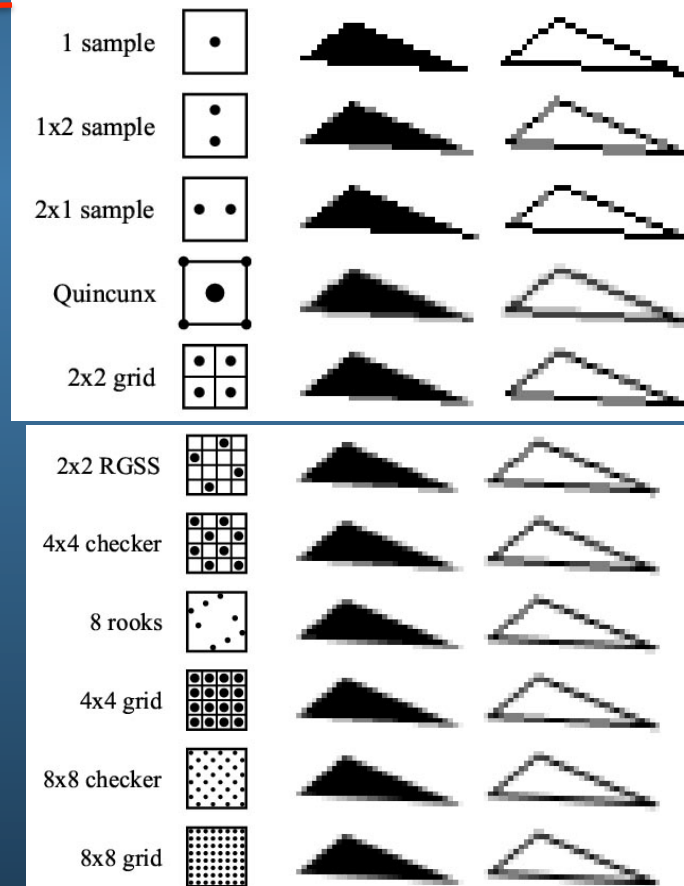 1 sample
1x2 sample
2x1 sample
Quincunx
2x2 grid
2x2 RGSS
4x4 checker
8 rooks
4x4 grid
8x8 checker
8x8 grid